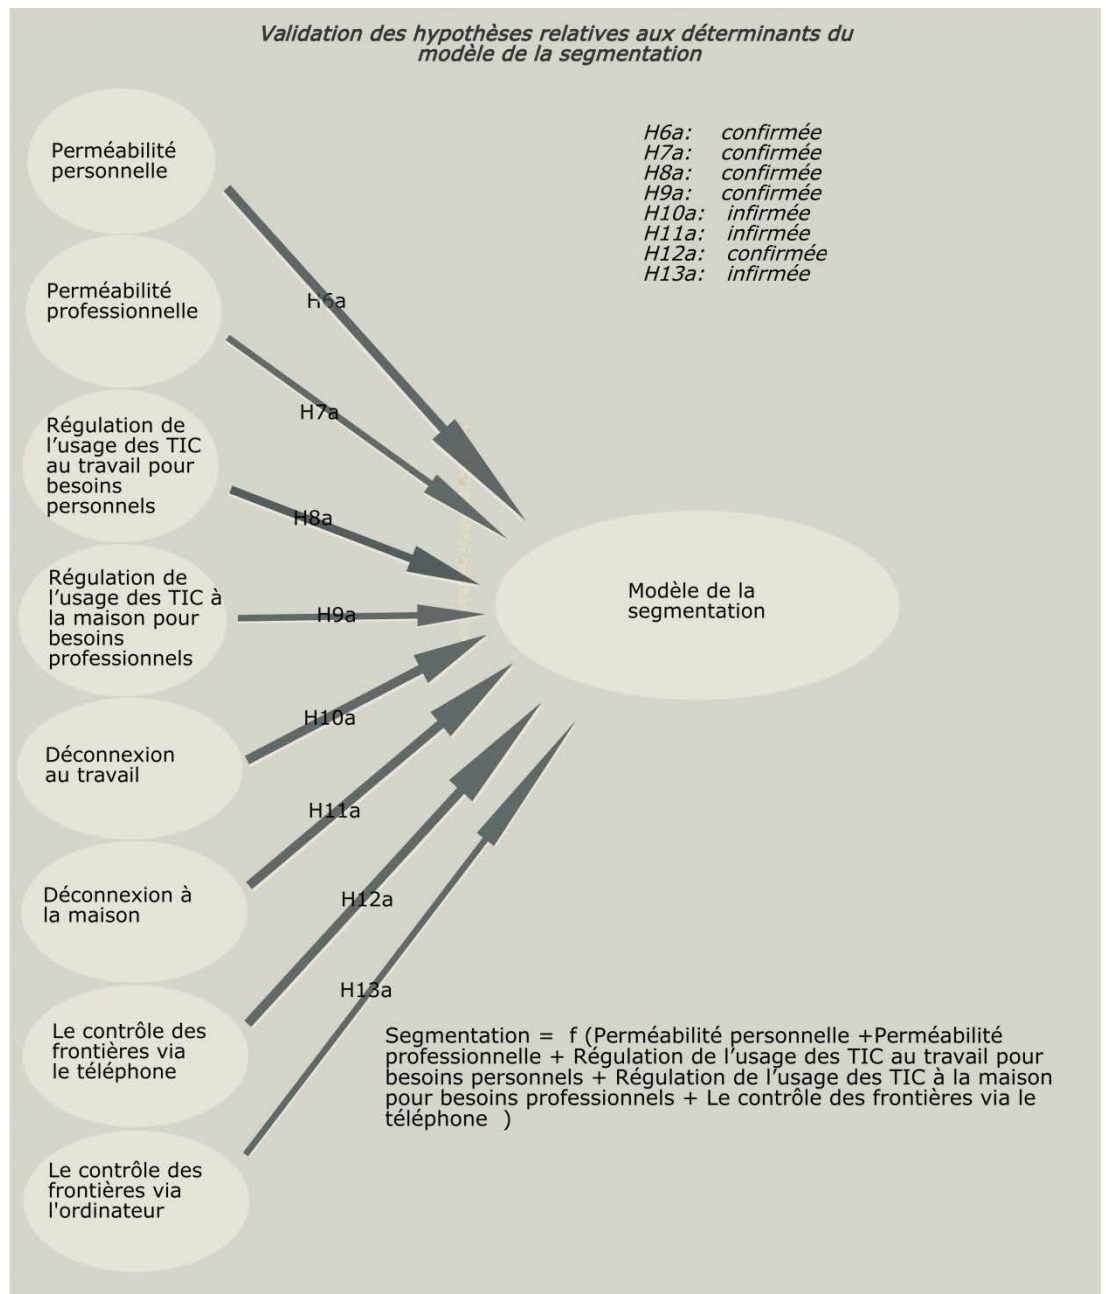 Validation des hypothèses relatives aux déterminants du
modèle de la segmentation
H6a: confirmée
H7a: confirmée
H8a: confirmée
H9a: confirmée
H10a: infirmée
H11a: infirmée
H12a: confirmée
H13a: infirmée
Perméabilité
personnelle
H6a
Perméabilité
professionnelle
H7a
Régulation de
l’usage des TIC
au travail pour
besoins
personnels
H8a
Régulation de
l’usage des TIC à
la maison pour
besoins
professionnels
H9a
Modèle de la
segmentation
Déconnexion
au travail
H10a
Déconnexion à
la maison
H11a
Le contrôle des
frontières via
le téléphone
H12a
Le contrôle des
frontières via
l'ordinateur
H13a
Segmentation = f (Perméabilité personnelle +Perméabilité
professionnelle + Régulation de l’usage des TIC au travail pour
besoins personnels + Régulation de l’usage des TIC à la maison
pour besoins professionnels + Le contrôle des frontières via le
téléphone )